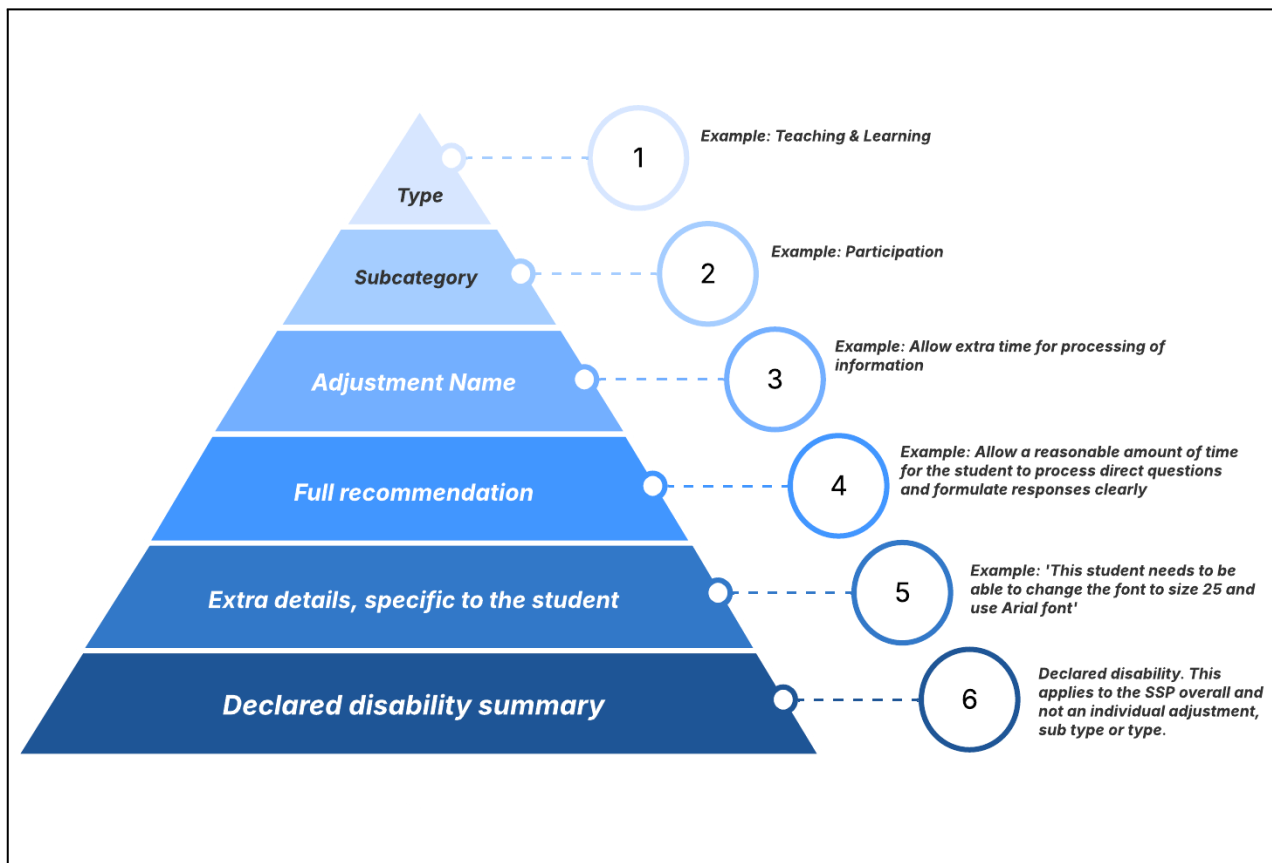 Type
1
Example: Teaching & Learning
Subcategory
2
Example: Participation
Adjustment Name
3
Example: Allow extra time for processing of
information
Full recommendation
4
Example: Allow a reasonable amount of time
for the student to process direct questions
and formulate responses clearly
Extra details, specific to the student
5
Example: 'This student needs to be
able to change the font to size 25 and
use Arial font'
Declared disability summary
6
Declared disability. This
applies to the SSP overall and
not an individual adjustment,
sub type or type.